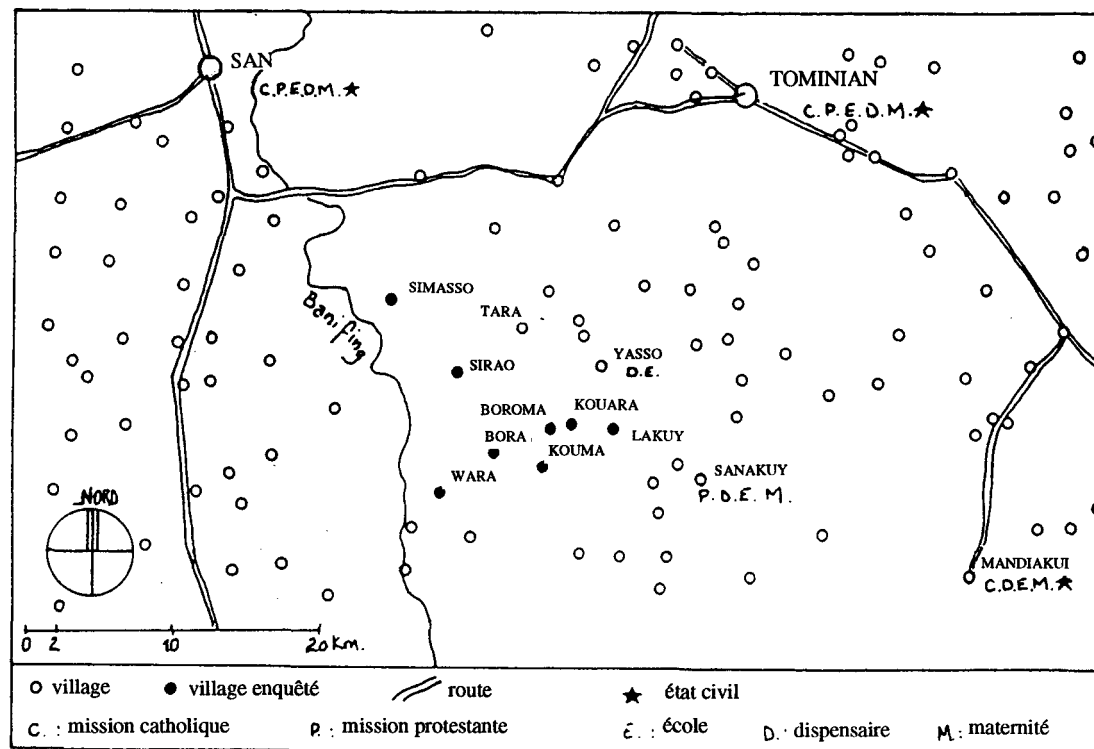 SAN
C.P.E.D.M.★
TOMINIAN
C.P.E.D.M.★
Banifing
SIMASSO
TARA
YASSO
D.E.
SIRAO
BOROMA
KOUARA
BORA
LAKUY
KOUMA
WARA
SANAKUY
P.D.E.M.
NORD
MANDIAKUI
C.D.E.M.★
0 2 10 20 Km.
village
village enquêté
route
★ état civil
C. : mission catholique
P. : mission protestante
E. : école
D. : dispensaire
M. : maternité